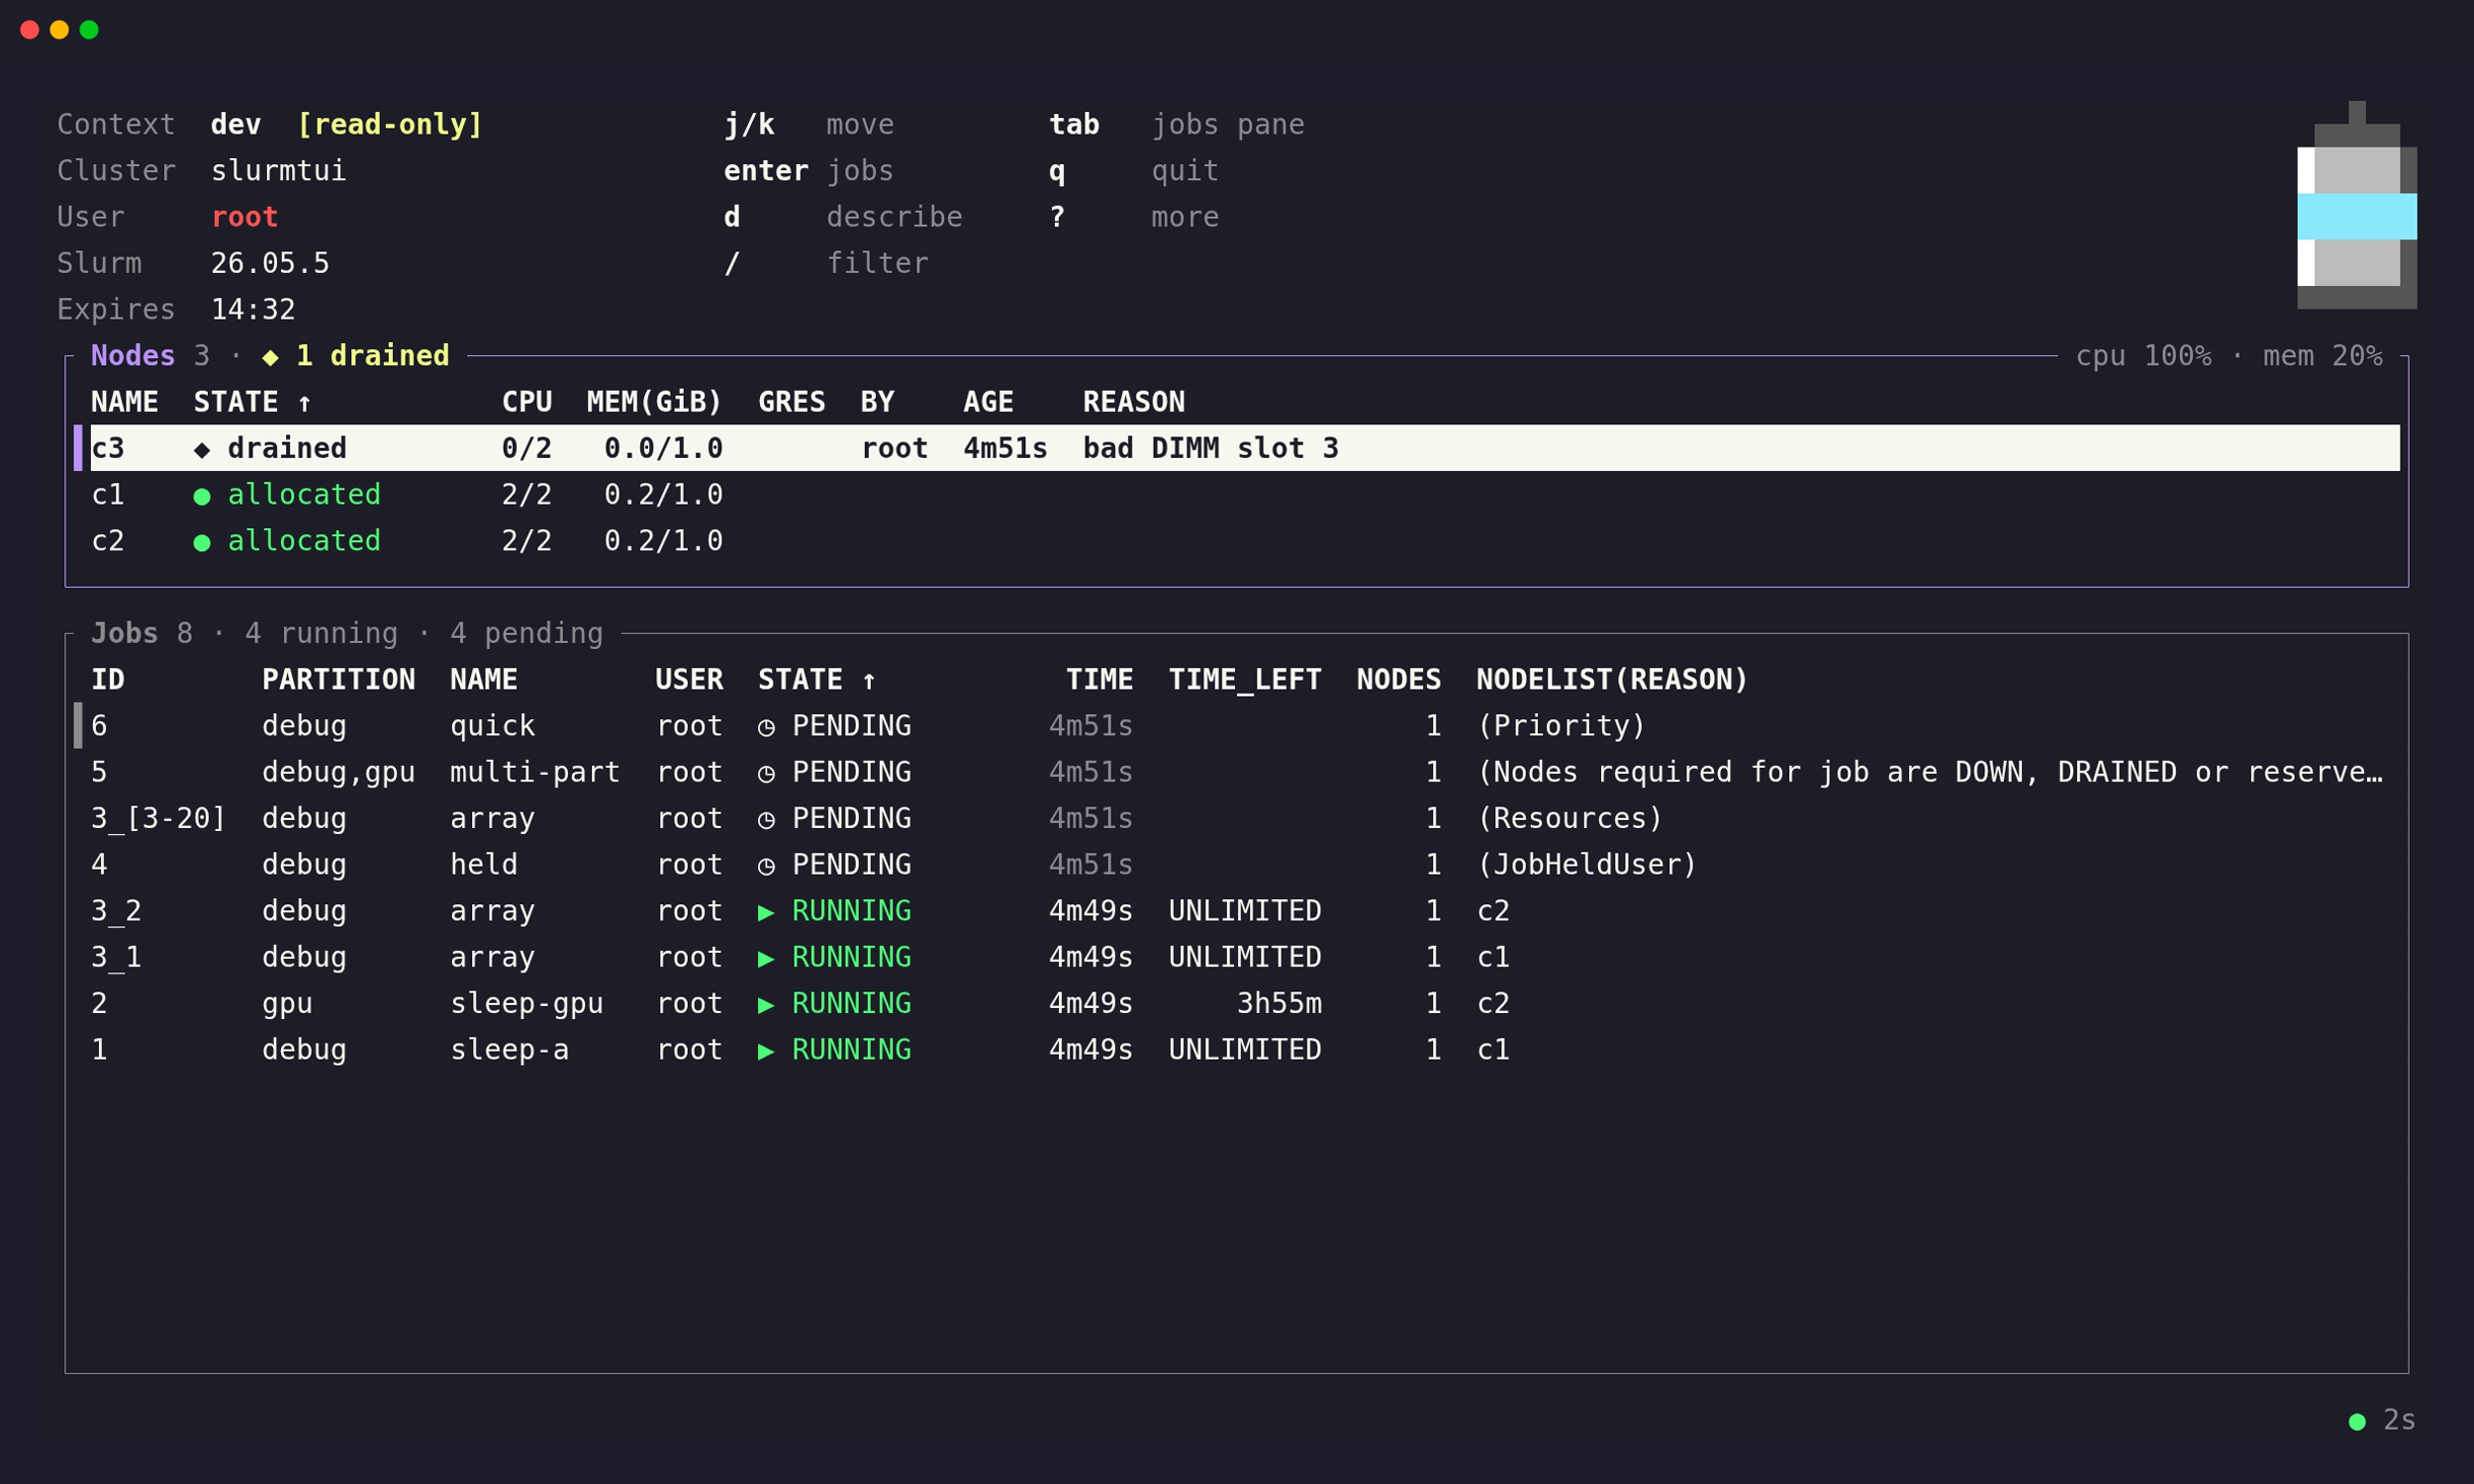 Context  dev  [read-only]  j/k  move  tab  jobs pane
Cluster  slurmtui  enter jobs  q  quit
User  root  d  describe  ?  more
Slurm  26.05.5  /  filter
Expires  14:32
Nodes 3 · ◆ 1 drained  cpu 100% · mem 20%
NAME  STATE ↑  CPU  MEM(GiB)  GRES  BY  AGE  REASON
c3  ◆ drained  0/2  0.0/1.0  root  4m51s  bad DIMM slot 3
c1  ● allocated  2/2  0.2/1.0
c2  ● allocated  2/2  0.2/1.0
Jobs 8 · 4 running · 4 pending
ID  PARTITION  NAME  USER  STATE ↑  TIME  TIME_LEFT  NODES  NODELIST(REASON)
6  debug  quick  root  ◷ PENDING  4m51s  1  (Priority)
5  debug,gpu  multi-part  root  ◷ PENDING  4m51s  1  (Nodes required for job are DOWN, DRAINED or reserve…
3_[3-20]  debug  array  root  ◷ PENDING  4m51s  1  (Resources)
4  debug  held  root  ◷ PENDING  4m51s  1  (JobHeldUser)
3_2  debug  array  root  ▶ RUNNING  4m49s  UNLIMITED  1  c2
3_1  debug  array  root  ▶ RUNNING  4m49s  UNLIMITED  1  c1
2  gpu  sleep-gpu  root  ▶ RUNNING  4m49s  3h55m  1  c2
1  debug  sleep-a  root  ▶ RUNNING  4m49s  UNLIMITED  1  c1
● 2s